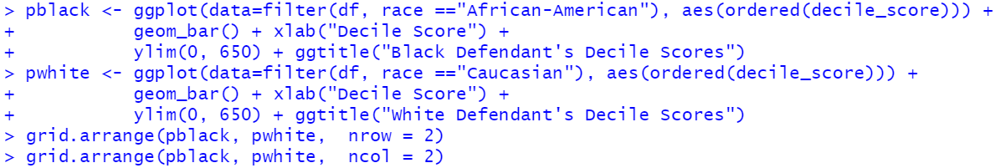 > pblack <- ggplot(data=filter(df, race =="African-American"), aes(ordered(decile_score))) +
+           geom_bar() + xlab("Decile Score") +
+           ylim(0, 650) + ggtitle("Black Defendant's Decile Scores")
> pwhite <- ggplot(data=filter(df, race =="Caucasian"), aes(ordered(decile_score))) +
+           geom_bar() + xlab("Decile Score") +
+           ylim(0, 650) + ggtitle("White Defendant's Decile Scores")
> grid.arrange(pblack, pwhite,  nrow = 2)
> grid.arrange(pblack, pwhite,  ncol = 2)